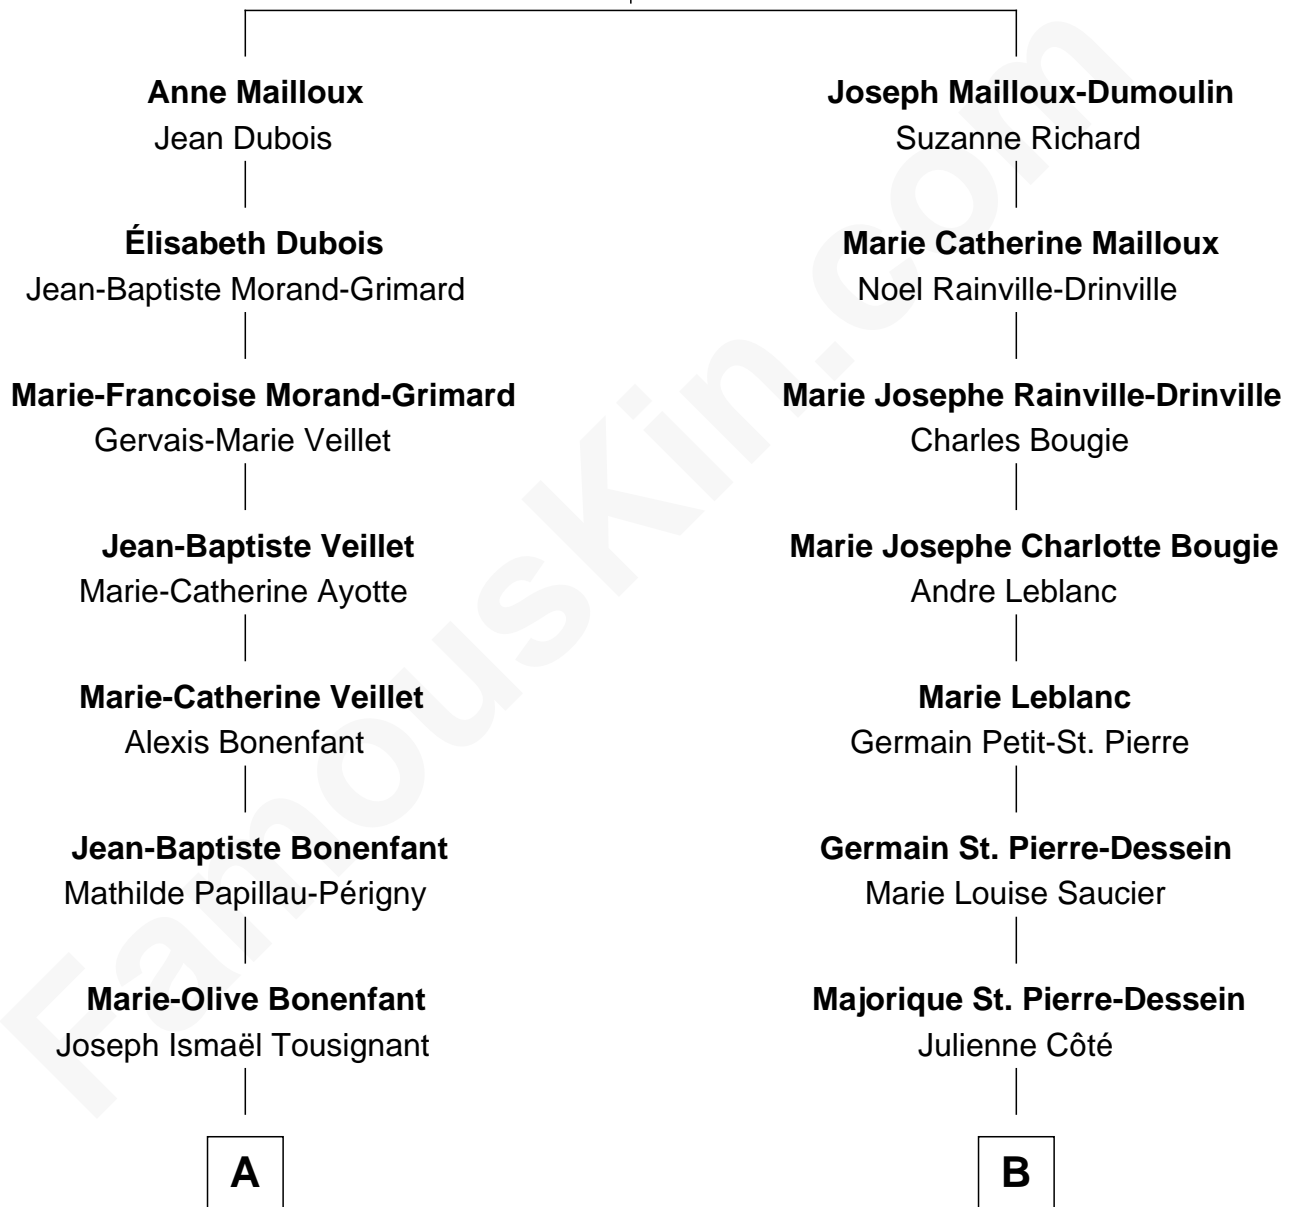 Anne Mailloux
Jean Dubois
Élisabeth Dubois
Jean-Baptiste Morand-Grimard
Marie-Francoise Morand-Grimard
Gervais-Marie Veillet
Jean-Baptiste Veillet
Marie-Catherine Ayotte
Marie-Catherine Veillet
Alexis Bonenfant
Jean-Baptiste Bonenfant
Mathilde Papillau-Périgny
Marie-Olive Bonenfant
Joseph Ismaël Tousignant
A
Joseph Mailloux-Dumoulin
Suzanne Richard
Marie Catherine Mailloux
Noel Rainville-Drinville
Marie Josephe Rainville-Drinville
Charles Bougie
Marie Josephe Charlotte Bougie
Andre Leblanc
Marie Leblanc
Germain Petit-St. Pierre
Germain St. Pierre-Dessein
Marie Louise Saucier
Majorique St. Pierre-Dessein
Julienne Côté
B
FamousKin.com